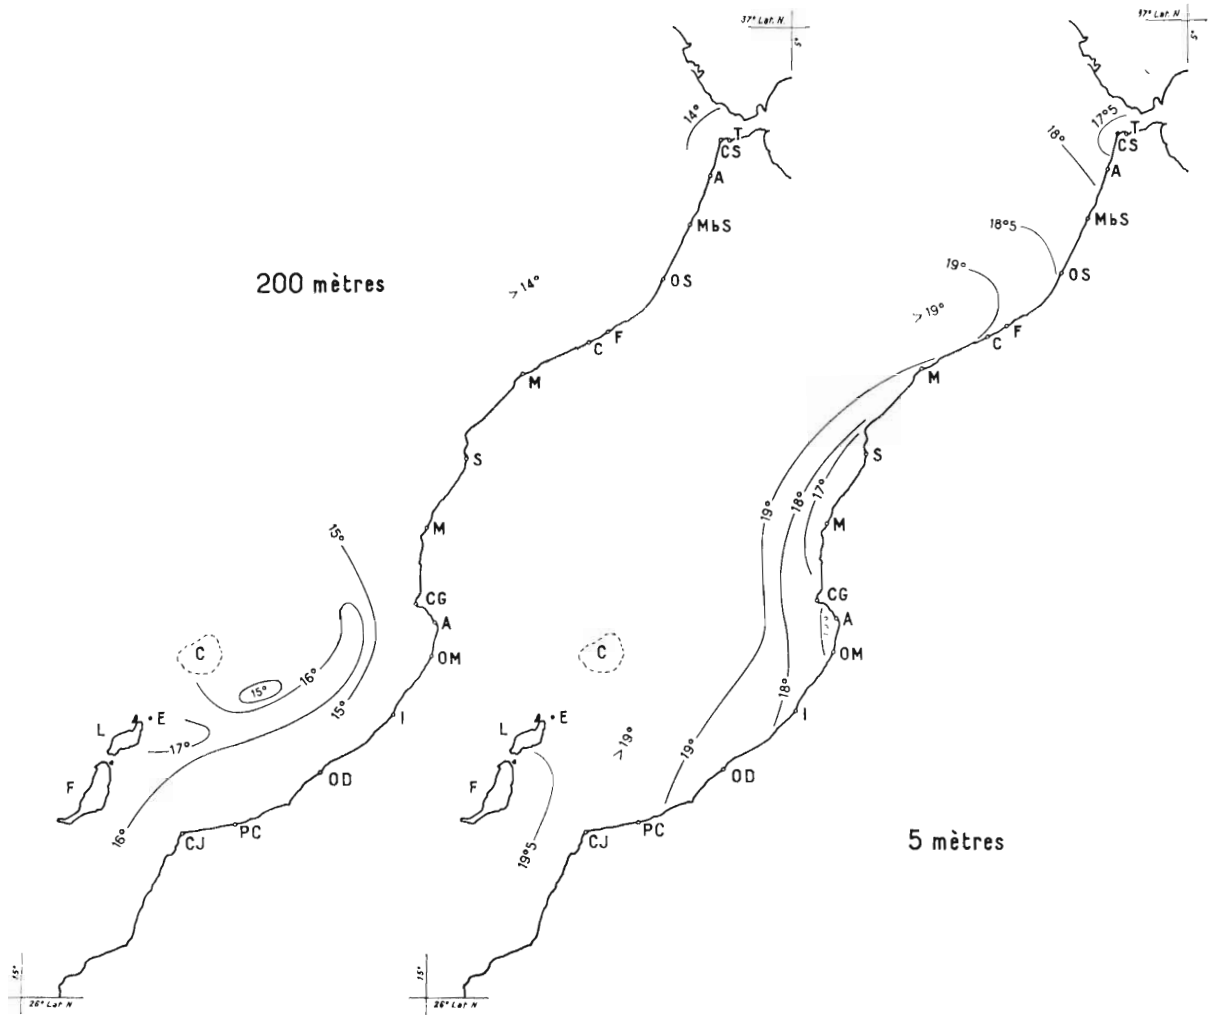 37° Lat. N.
5°
14°
T
CS
A
MbS
200 mètres
> 14°
OS
F
C
M
S
15°
M
CG
A
C
OM
16°
15°
15°
E
L
I
17°
F
OD
16°
PC
CJ
15°
26° Lat N
37° Lat. N
5°
17°5
18°
T
CS
A
MbS
18°5
19°
OS
> 19°
F
C
M
S
17°
18°
19°
M
CG
A
C
OM
18°
E
L
I
> 19°
19°
F
OD
PC
CJ
19°5
5 mètres
15°
26° Lat N